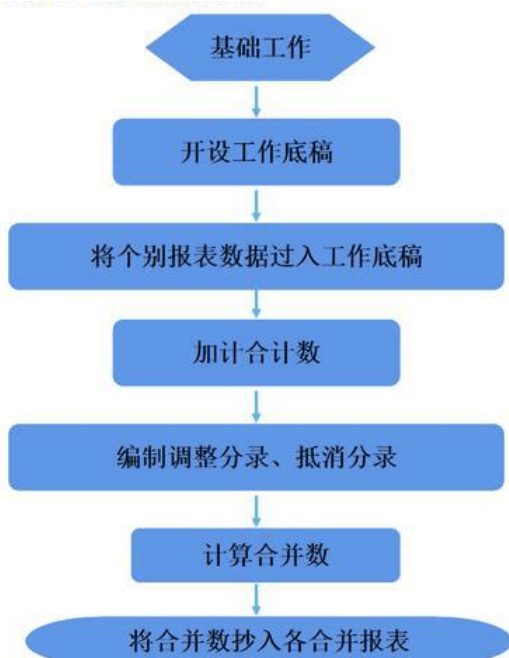 基础工作
开设工作底稿
将个别报表数据过入工作底稿
加计合计数
编制调整分录、抵消分录
计算合并数
将合并数抄入各合并报表